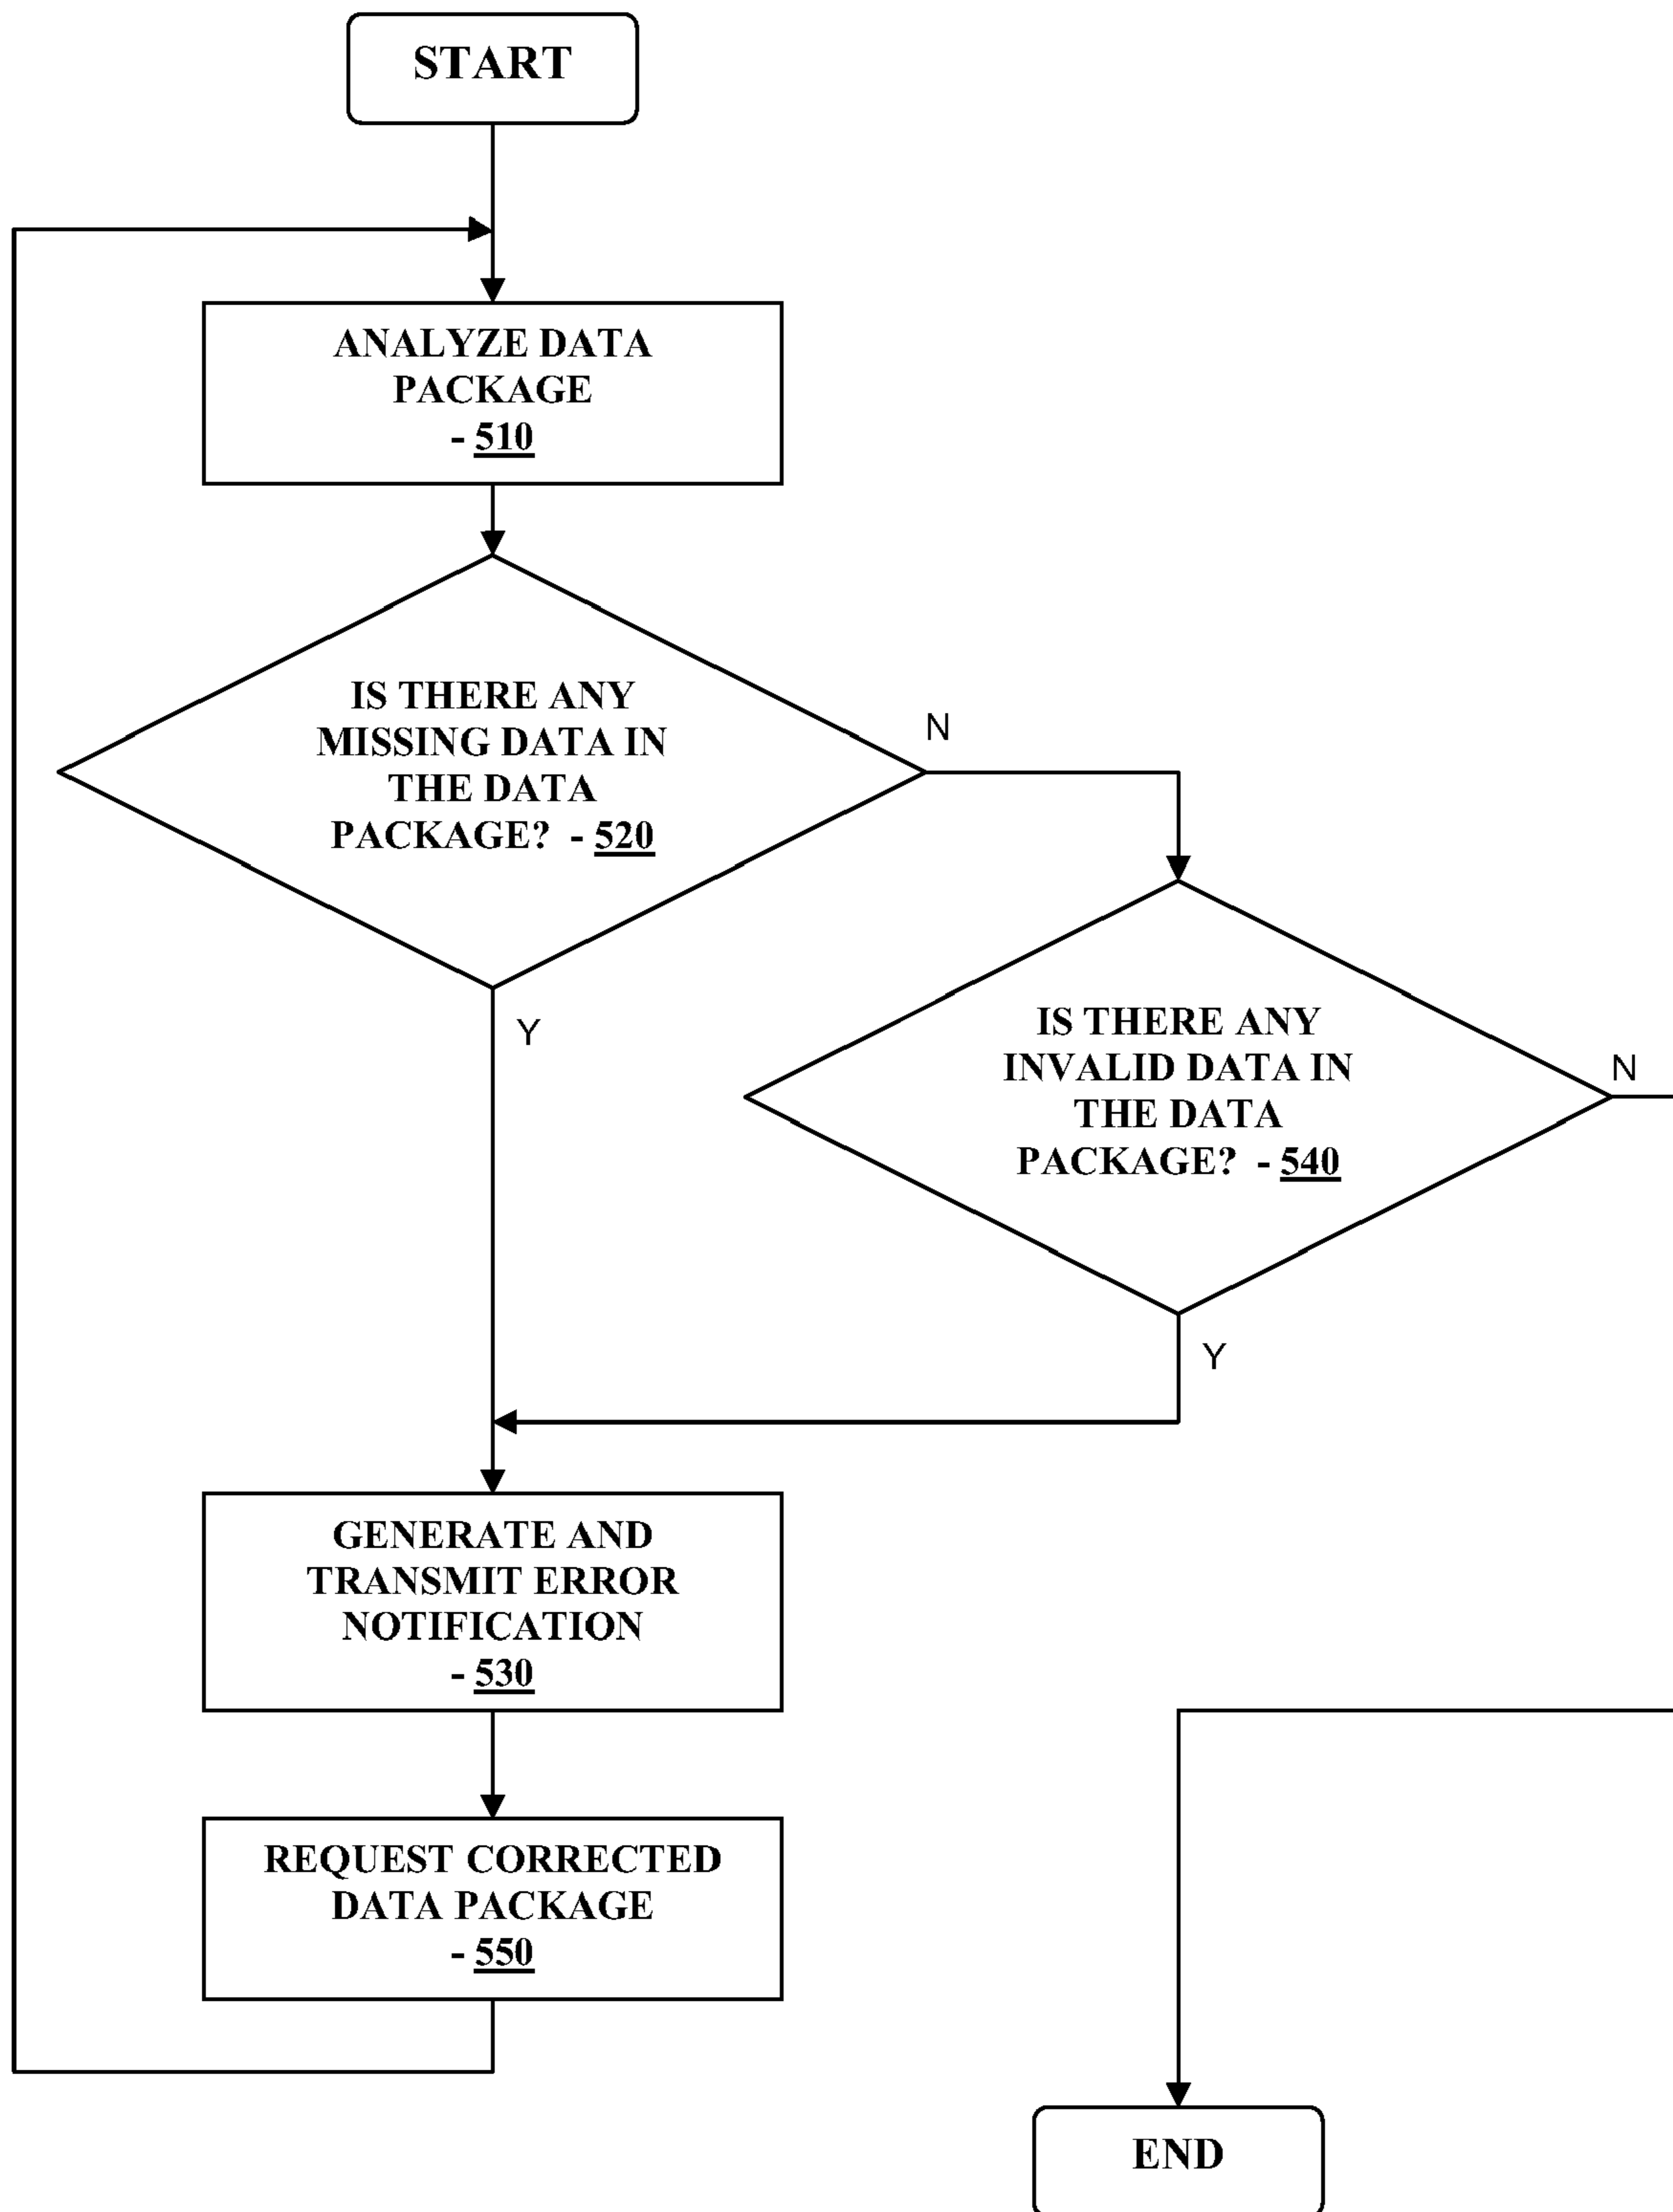 START
ANALYZE DATA
PACKAGE
- 510
IS THERE ANY
MISSING DATA IN
THE DATA
PACKAGE? - 520
N
Y
IS THERE ANY
INVALID DATA IN
THE DATA
PACKAGE? - 540
N
Y
GENERATE AND
TRANSMIT ERROR
NOTIFICATION
- 530
REQUEST CORRECTED
DATA PACKAGE
- 550
END